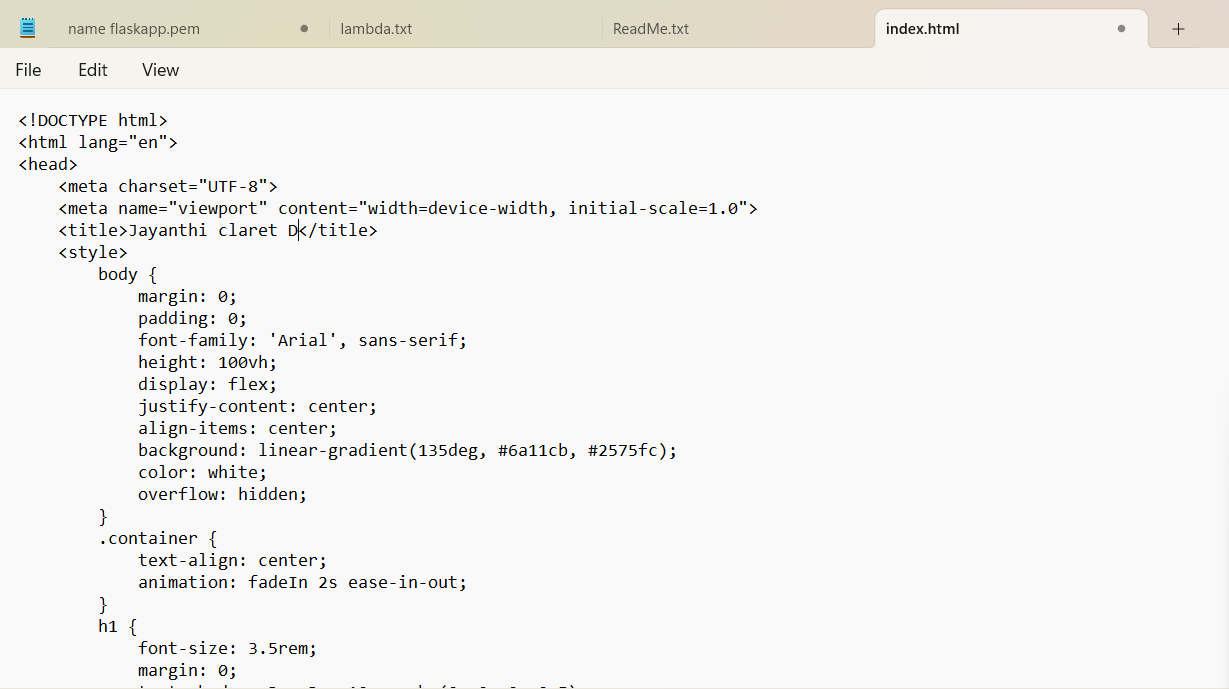 name flaskapp.pem
lambda.txt
ReadMe.txt
index.html
File Edit View
<!DOCTYPE html>
<html lang="en">
<head>
    <meta charset="UTF-8">
    <meta name="viewport" content="width=device-width, initial-scale=1.0">
    <title>Jayanthi claret D</title>
    <style>
        body {
            margin: 0;
            padding: 0;
            font-family: 'Arial', sans-serif;
            height: 100vh;
            display: flex;
            justify-content: center;
            align-items: center;
            background: linear-gradient(135deg, #6a11cb, #2575fc);
            color: white;
            overflow: hidden;
        }
        .container {
            text-align: center;
            animation: fadeIn 2s ease-in-out;
        }
        h1 {
            font-size: 3.5rem;
            margin: 0;